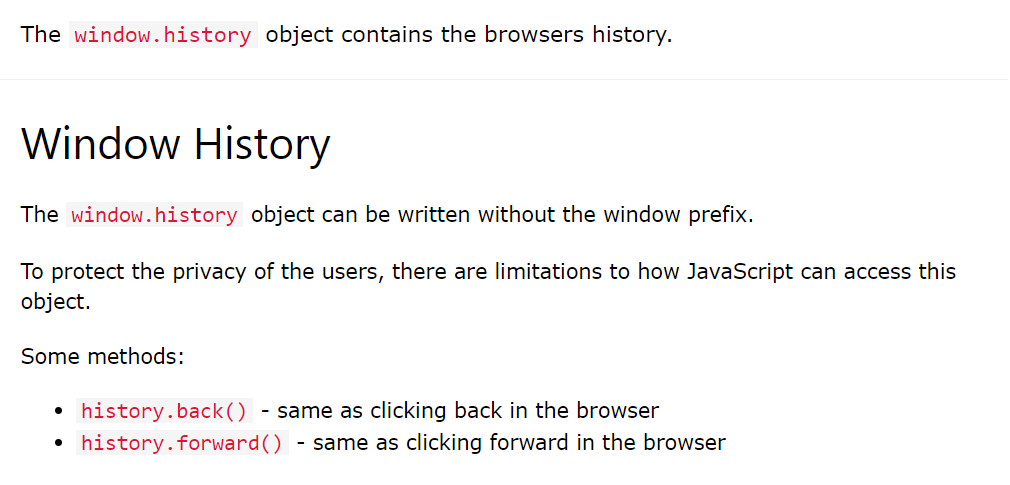 The window.history object contains the browsers history.
Window History
The window.history object can be written without the window prefix.
To protect the privacy of the users, there are limitations to how JavaScript can access this
object.
Some methods:
• history.back() - same as clicking back in the browser
• history.forward() - same as clicking forward in the browser